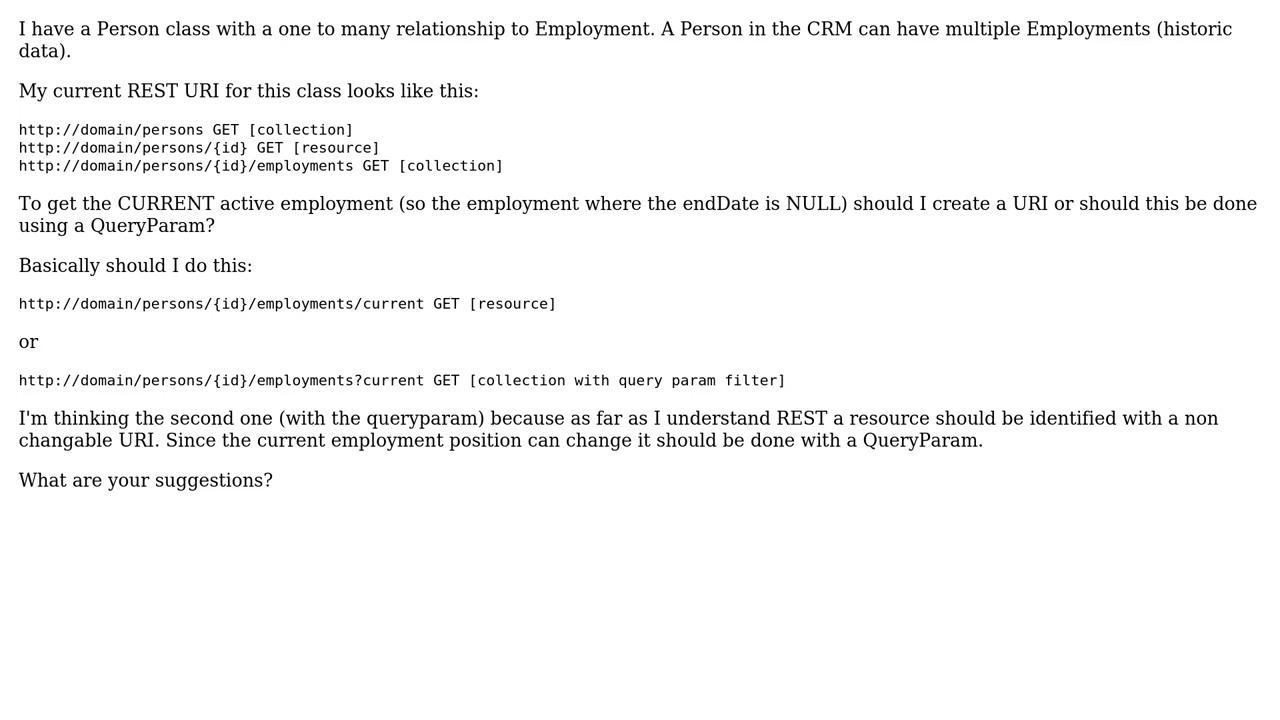 I have a Person class with a one to many relationship to Employment. A Person in the CRM can have multiple Employments (historic
data).
My current REST URI for this class looks like this:
http://domain/persons GET [collection]
http://domain/persons/{id} GET [resource]
http://domain/persons/{id}/employments GET [collection]
To get the CURRENT active employment (so the employment where the endDate is NULL) should I create a URI or should this be done
using a QueryParam?
Basically should I do this:
http://domain/persons/{id}/employments/current GET [resource]
or
http://domain/persons/{id}/employments?current GET [collection with query param filter]
I'm thinking the second one (with the queryparam) because as far as I understand REST a resource should be identified with a non
changable URI. Since the current employment position can change it should be done with a QueryParam.
What are your suggestions?